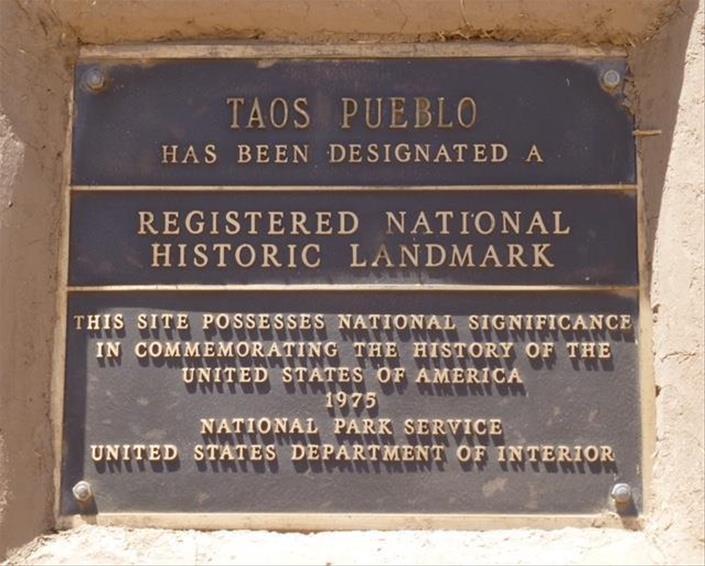 TAOS PUEBLO
HAS BEEN DESIGNATED A
REGISTERED NATIONAL
HISTORIC LANDMARK
THIS SITE POSSESSES NATIONAL SIGNIFICANCE
IN COMMEMORATING THE HISTORY OF THE
UNITED STATES OF AMERICA
1975
NATIONAL PARK SERVICE
UNITED STATES DEPARTMENT OF INTERIOR